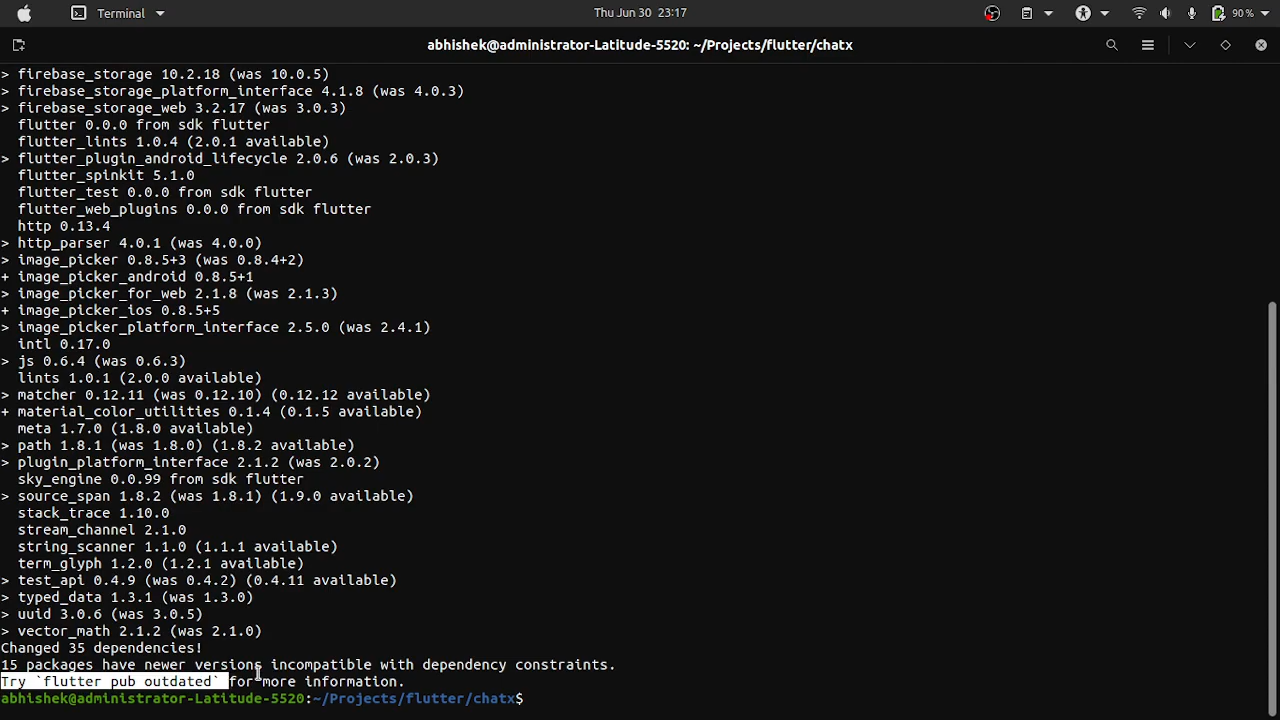 Terminal
Thu Jun 30 23:17
90 %
abhishek@administrator-Latitude-5520: ~/Projects/flutter/chatx
> firebase_storage 10.2.18 (was 10.0.5)
> firebase_storage_platform_interface 4.1.8 (was 4.0.3)
> firebase_storage_web 3.2.17 (was 3.0.3)
flutter 0.0.0 from sdk flutter
flutter_lints 1.0.4 (2.0.1 available)
> flutter_plugin_android_lifecycle 2.0.6 (was 2.0.3)
flutter_spinkit 5.1.0
flutter_test 0.0.0 from sdk flutter
flutter_web_plugins 0.0.0 from sdk flutter
http 0.13.4
> http_parser 4.0.1 (was 4.0.0)
> image_picker 0.8.5+3 (was 0.8.4+2)
+ image_picker_android 0.8.5+1
> image_picker_for_web 2.1.8 (was 2.1.3)
+ image_picker_ios 0.8.5+5
> image_picker_platform_interface 2.5.0 (was 2.4.1)
intl 0.17.0
> js 0.6.4 (was 0.6.3)
lints 1.0.1 (2.0.0 available)
> matcher 0.12.11 (was 0.12.10) (0.12.12 available)
+ material_color_utilities 0.1.4 (0.1.5 available)
meta 1.7.0 (1.8.0 available)
> path 1.8.1 (was 1.8.0) (1.8.2 available)
> plugin_platform_interface 2.1.2 (was 2.0.2)
sky_engine 0.0.99 from sdk flutter
> source_span 1.8.2 (was 1.8.1) (1.9.0 available)
stack_trace 1.10.0
stream_channel 2.1.0
string_scanner 1.1.0 (1.1.1 available)
term_glyph 1.2.0 (1.2.1 available)
> test_api 0.4.9 (was 0.4.2) (0.4.11 available)
> typed_data 1.3.1 (was 1.3.0)
> uuid 3.0.6 (was 3.0.5)
> vector_math 2.1.2 (was 2.1.0)
Changed 35 dependencies!
15 packages have newer versions incompatible with dependency constraints.
Try `flutter pub outdated` for more information.
abhishek@administrator-Latitude-5520:~/Projects/flutter/chatx$